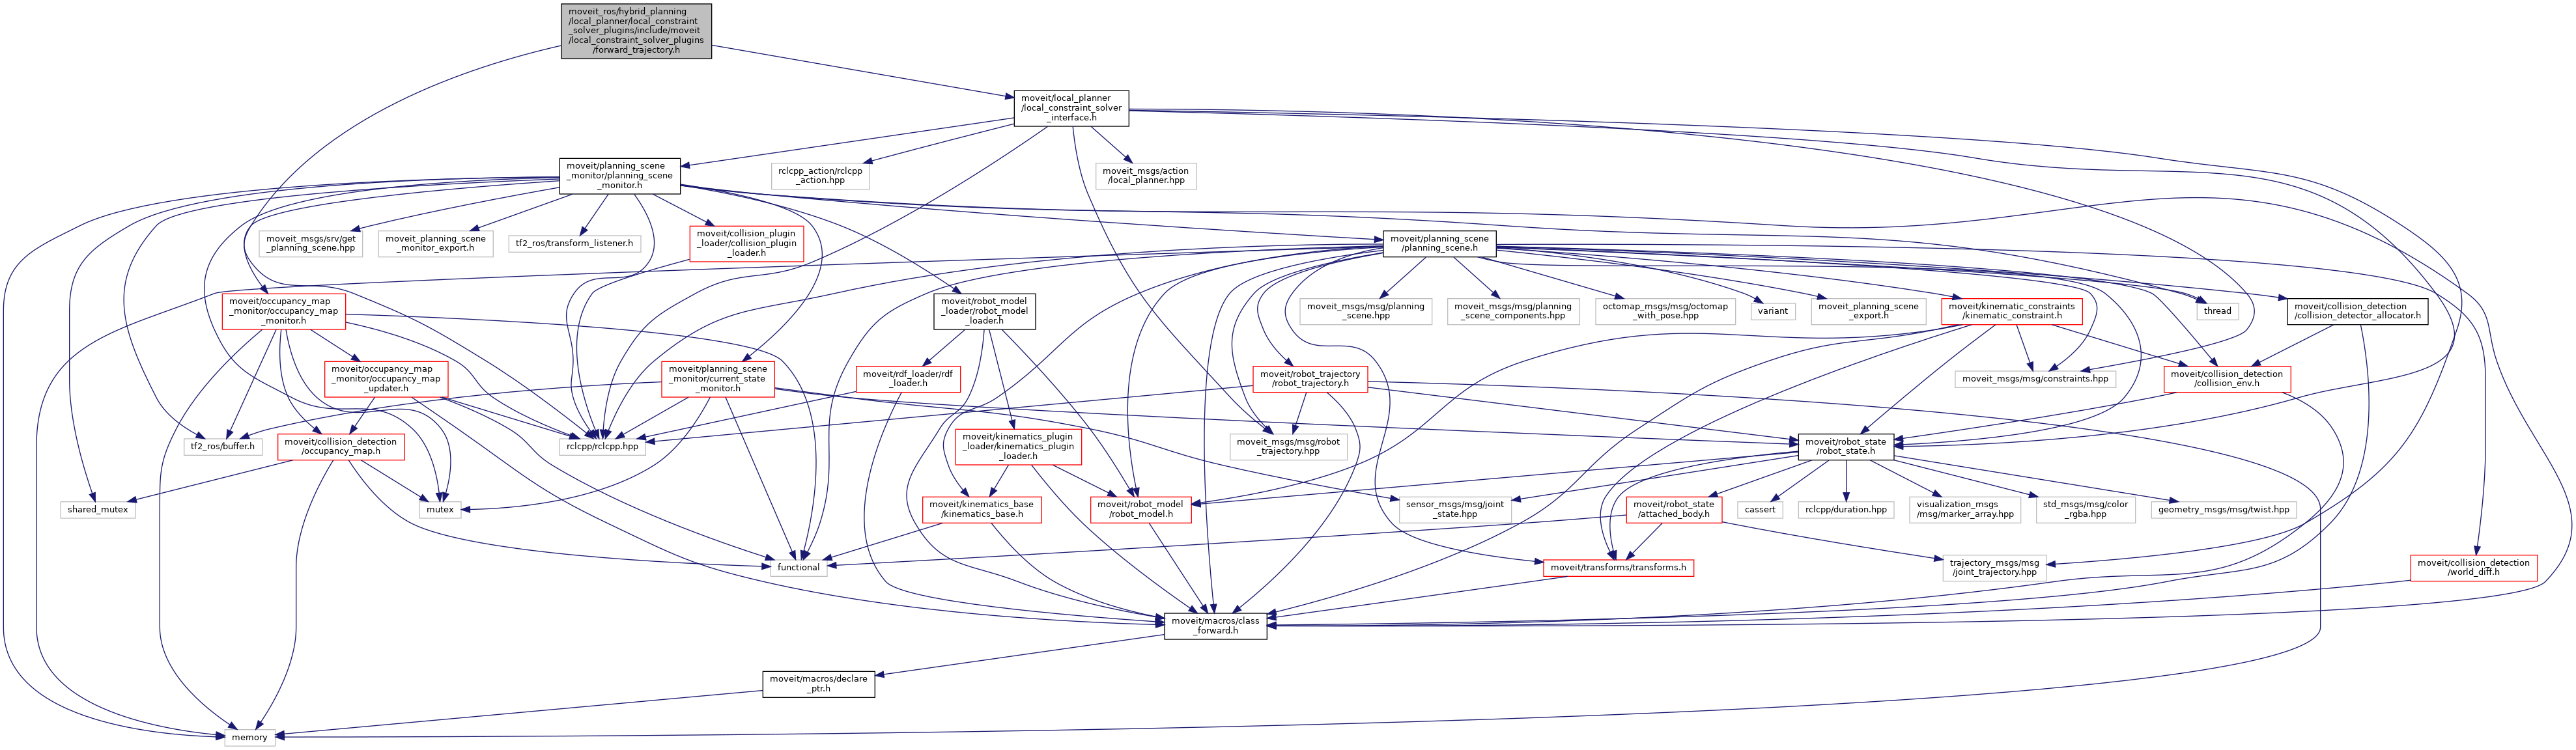 moveit_ros/hybrid_planning
/local_planner/local_constraint
_solver_plugins/include/moveit
/local_constraint_solver_plugins
/forward_trajectory.h
moveit/local_planner
/local_constraint_solver
_interface.h
moveit/planning_scene
_monitor/planning_scene
_monitor.h
rclcpp_action/rclcpp
_action.hpp
moveit_msgs/action
/local_planner.hpp
moveit_msgs/srv/get
_planning_scene.hpp
moveit_planning_scene
_monitor_export.h
tf2_ros/transform_listener.h
moveit/collision_plugin
_loader/collision_plugin
_loader.h
moveit/planning_scene
/planning_scene.h
moveit/occupancy_map
_monitor/occupancy_map
_monitor.h
moveit/robot_model
_loader/robot_model
_loader.h
moveit_msgs/msg/planning
_scene.hpp
moveit_msgs/msg/planning
_scene_components.hpp
octomap_msgs/msg/octomap
_with_pose.hpp
variant
moveit_planning_scene
_export.h
moveit/kinematic_constraints
/kinematic_constraint.h
thread
moveit/collision_detection
/collision_detector_allocator.h
moveit/occupancy_map
_monitor/occupancy_map
_updater.h
moveit/planning_scene
_monitor/current_state
_monitor.h
moveit/rdf_loader/rdf
_loader.h
moveit/robot_trajectory
/robot_trajectory.h
moveit_msgs/msg/constraints.hpp
moveit/collision_detection
/collision_env.h
tf2_ros/buffer.h
moveit/collision_detection
/occupancy_map.h
rclcpp/rclcpp.hpp
moveit/kinematics_plugin
_loader/kinematics_plugin
_loader.h
moveit_msgs/msg/robot
_trajectory.hpp
moveit/robot_state
/robot_state.h
shared_mutex
mutex
moveit/kinematics_base
/kinematics_base.h
moveit/robot_model
/robot_model.h
sensor_msgs/msg/joint
_state.hpp
moveit/robot_state
/attached_body.h
cassert
rclcpp/duration.hpp
visualization_msgs
/msg/marker_array.hpp
std_msgs/msg/color
_rgba.hpp
geometry_msgs/msg/twist.hpp
functional
moveit/transforms/transforms.h
trajectory_msgs/msg
/joint_trajectory.hpp
moveit/collision_detection
/world_diff.h
moveit/macros/class
_forward.h
moveit/macros/declare
_ptr.h
memory